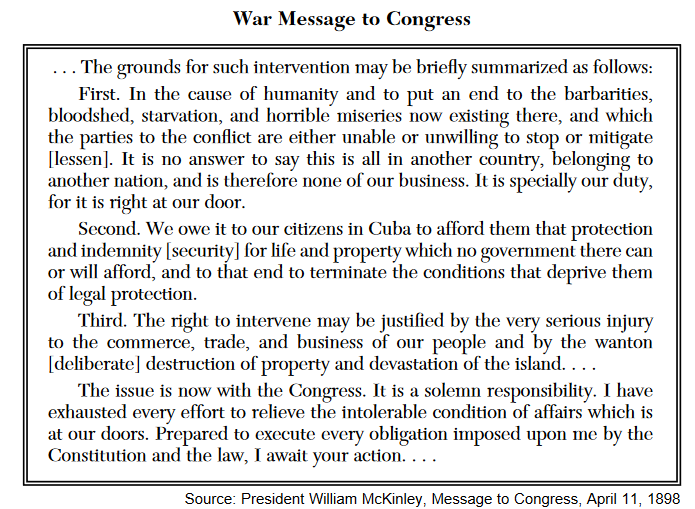 War Message to Congress
. . . The grounds for such intervention may be briefly summarized as follows:
First. In the cause of humanity and to put an end to the barbarities,
bloodshed, starvation, and horrible miseries now existing there, and which
the parties to the conflict are either unable or unwilling to stop or mitigate
[lessen]. It is no answer to say this is all in another country, belonging to
another nation, and is therefore none of our business. It is specially our duty,
for it is right at our door.
Second. We owe it to our citizens in Cuba to afford them that protection
and indemnity [security] for life and property which no government there can
or will afford, and to that end to terminate the conditions that deprive them
of legal protection.
Third. The right to intervene may be justified by the very serious injury
to the commerce, trade, and business of our people and by the wanton
[deliberate] destruction of property and devastation of the island. . . .
The issue is now with the Congress. It is a solemn responsibility. I have
exhausted every effort to relieve the intolerable condition of affairs which is
at our doors. Prepared to execute every obligation imposed upon me by the
Constitution and the law, I await your action. . . .
Source: President William McKinley, Message to Congress, April 11, 1898